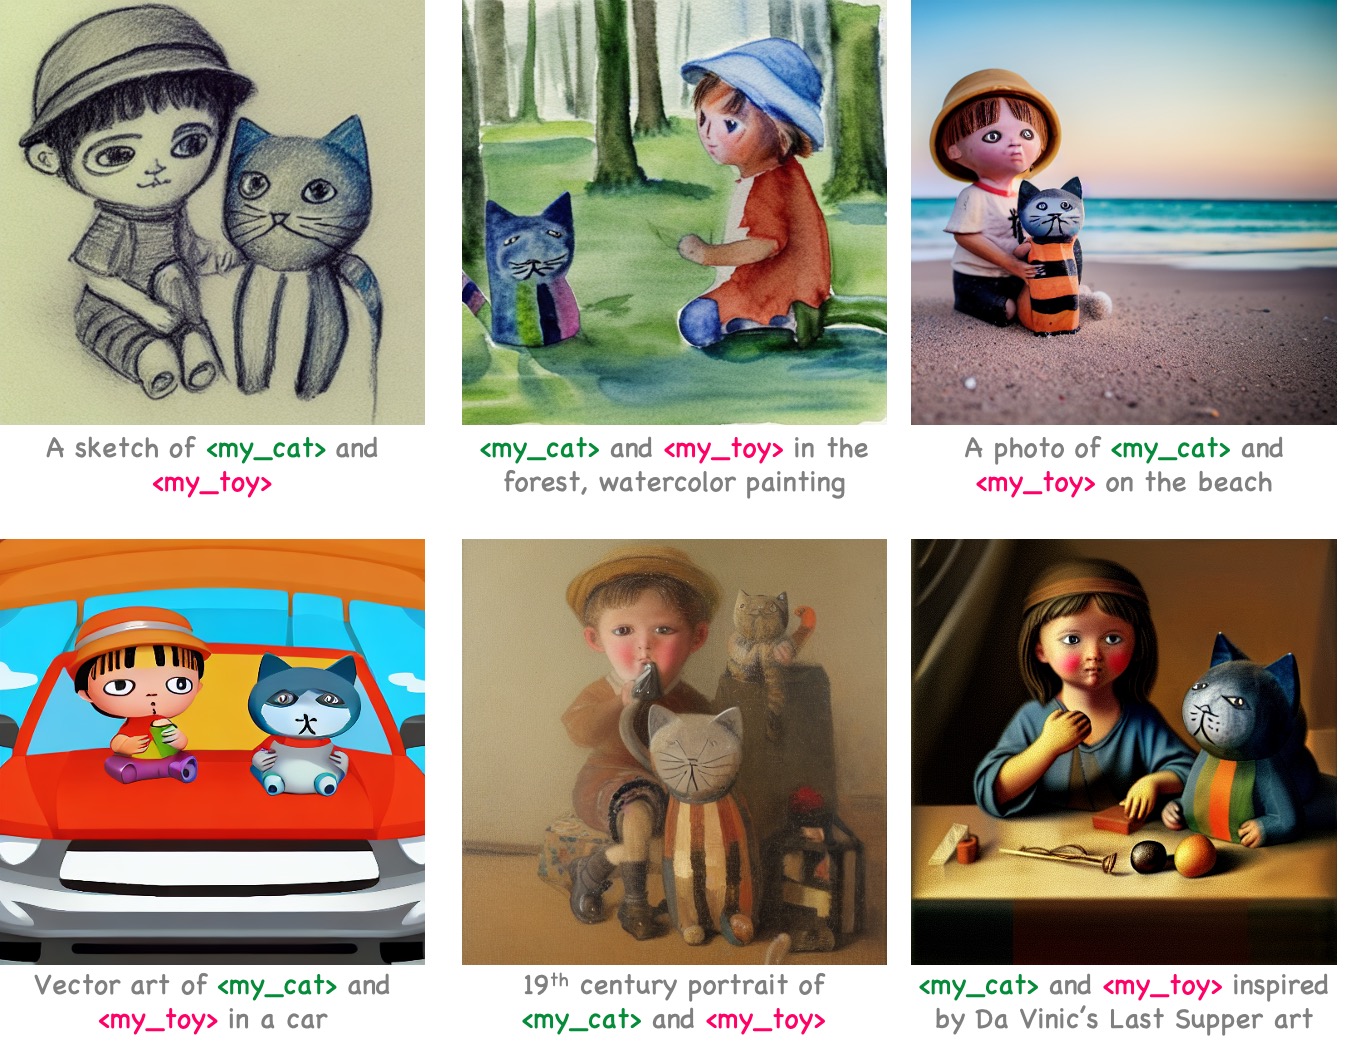 A sketch of <my_cat> and
<my_toy>
<my_cat> and <my_toy> in the
forest, watercolor painting
A photo of <my_cat> and
<my_toy> on the beach
Vector art of <my_cat> and
<my_toy> in a car
19th century portrait of
<my_cat> and <my_toy>
<my_cat> and <my_toy> inspired
by Da Vinic's Last Supper art